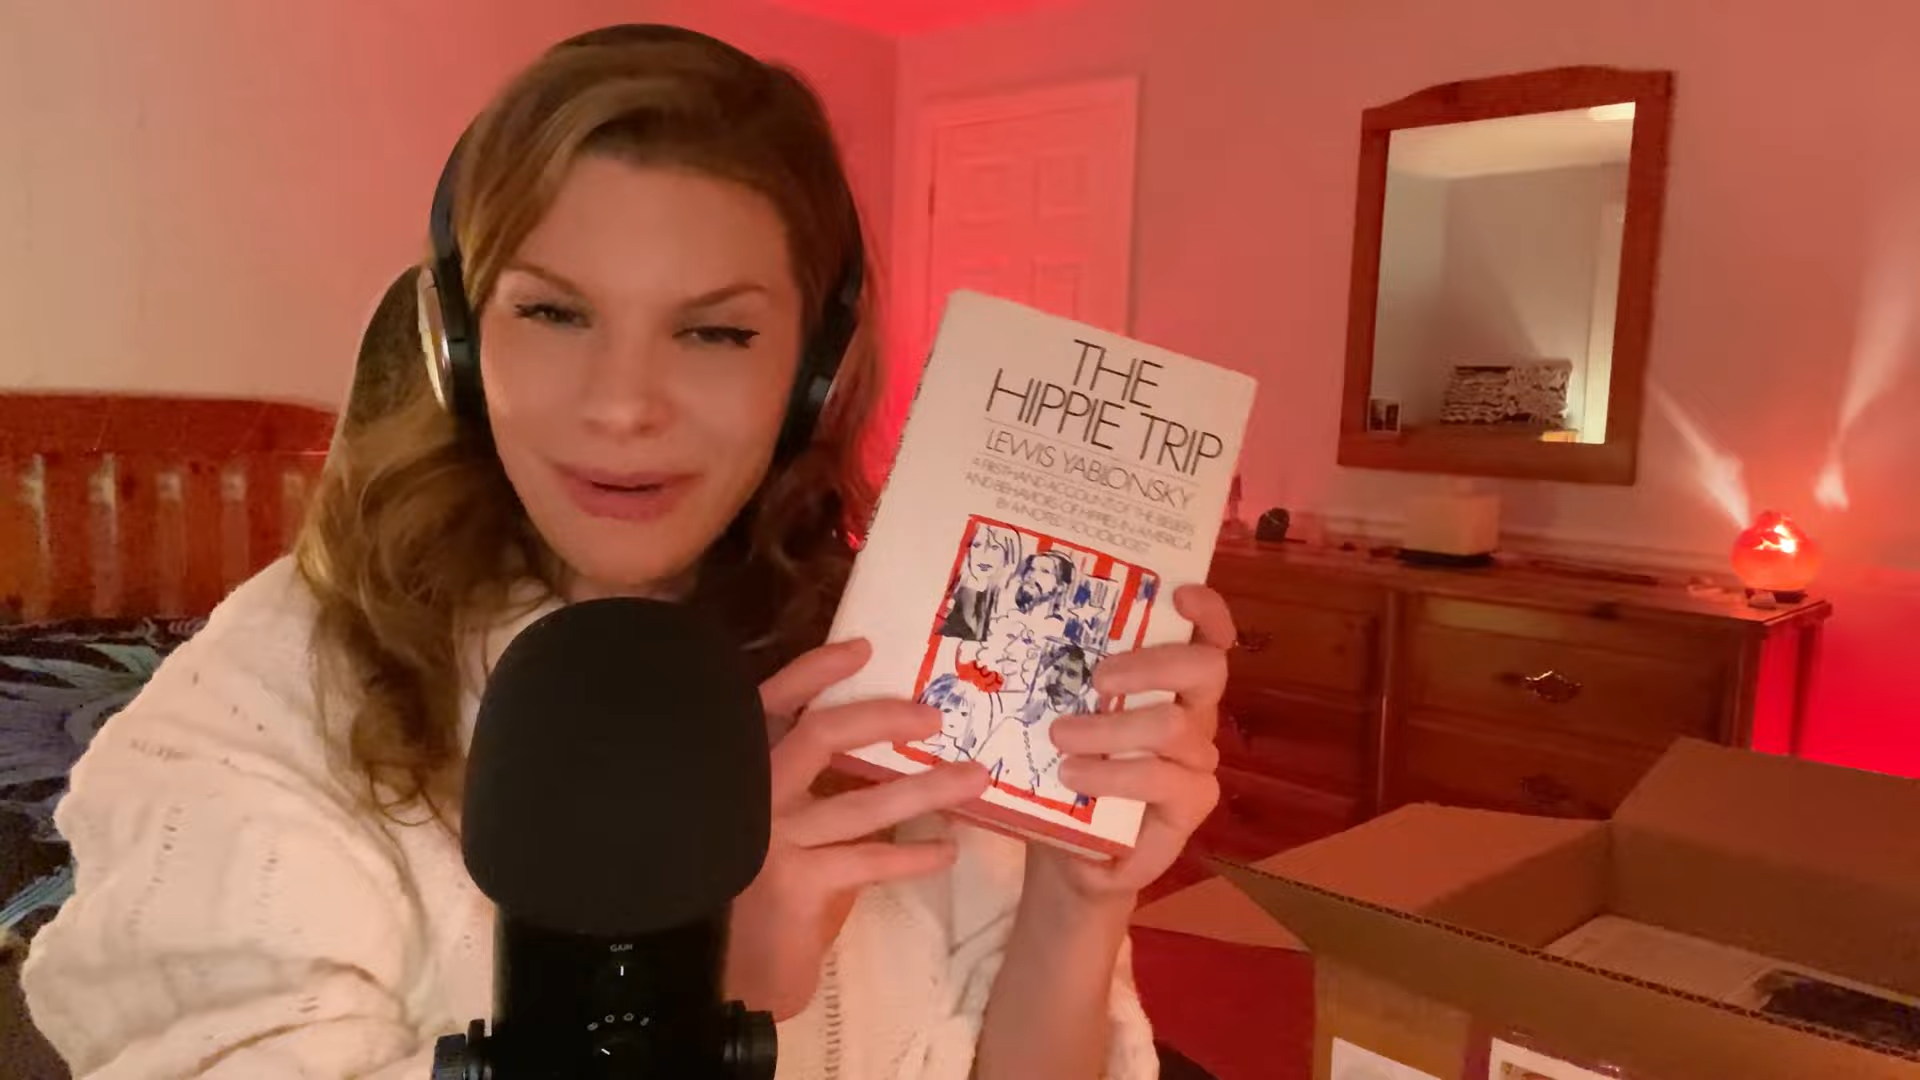 THE
HIPPIE TRIP
LEWIS YABLONSKY
A FIRSTHAND ACCOUNT OF THE BELIEFS
AND BEHAVIORS OF HIPPIES IN AMERICA
BY A NOTED SOCIOLOGIST
GAIN